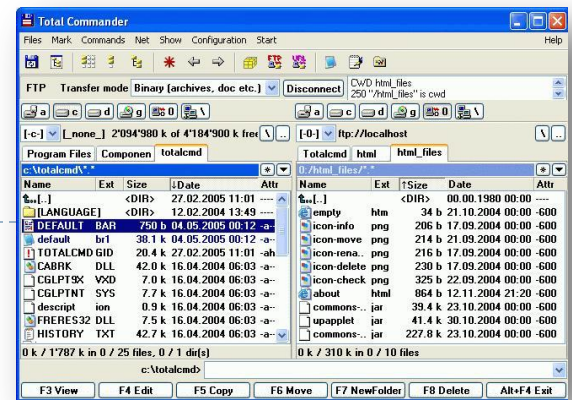 Total Commander
Files Mark Commands Net Show Configuration Start Help
FTP Transfer mode Binary (archives, doc etc.) Disconnect CWD html_files
250 "/html_files" is cwd
a c d g 0 \ a c d g 0 \
[-c-] [_none_] 2'094'980 k of 4'184'900 k free \ .. [-0-] ftp://localhost \ ..
Program Files Componen totalcmd Totalcmd html html_files
c:\totalcmd\*.* * 0:/html_files/*.* *
Name Ext Size ↓Date Attr Name Ext ↑Size Date Attr
[..] <DIR> 27.02.2005 11:01 ---- [..] <DIR> 00.00.1980 00:00 ----
[LANGUAGE] <DIR> 12.02.2004 13:49 ---- empty htm 34 b 21.10.2004 00:00 -600
DEFAULT BAR 750 b 04.05.2005 00:12 -a-- icon-info png 206 b 17.09.2004 00:00 -600
default br1 38.1 k 04.05.2005 00:12 -a-- icon-move png 214 b 21.09.2004 00:00 -600
TOTALCMD GID 20.4 k 27.02.2005 11:01 -ah icon-rena.. png 216 b 17.09.2004 00:00 -600
CABRK DLL 42.0 k 16.04.2004 06:03 -a-- icon-delete png 230 b 17.09.2004 00:00 -600
CGLPT9X VXD 7.0 k 16.04.2004 06:03 -a-- icon-check png 325 b 22.09.2004 00:00 -600
CGLPTNT SYS 7.7 k 16.04.2004 06:03 -a-- about html 864 b 12.11.2004 21:20 -600
descript ion 0.9 k 16.04.2004 06:03 -a-- commons-.. jar 39.4 k 23.10.2004 00:00 -600
FRERES32 DLL 7.5 k 16.04.2004 06:03 -a-- upapplet jar 41.4 k 30.10.2004 00:00 -600
HISTORY TXT 42.7 k 16.04.2004 06:03 -a-- commons-.. jar 227.8 k 23.10.2004 00:00 -600
0 k / 1'787 k in 0 / 25 files, 0 / 1 dir(s) 0 k / 310 k in 0 / 10 files
c:\totalcmd>
F3 View F4 Edit F5 Copy F6 Move F7 NewFolder F8 Delete Alt+F4 Exit